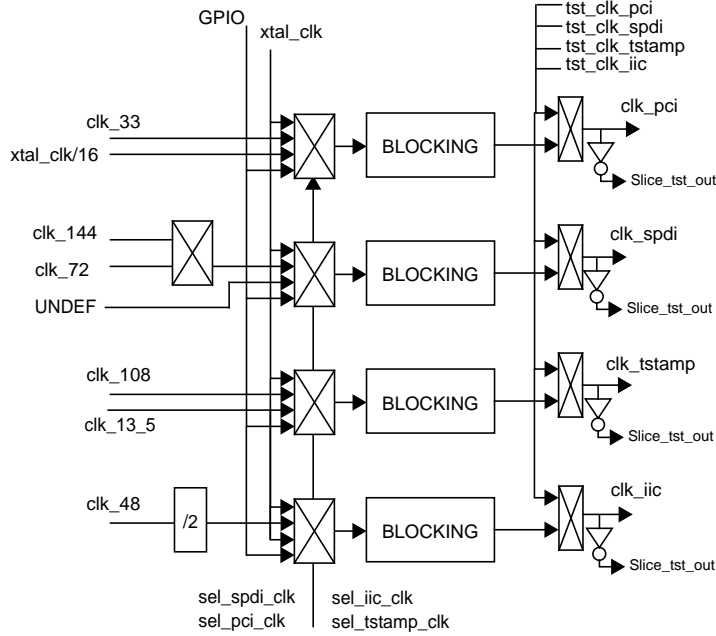 GPIO
xtal_clk
tst_clk_pci
tst_clk_spdi
tst_clk_tstamp
tst_clk_iic
clk_33
xtal_clk/16
BLOCKING
clk_pci
Slice_tst_out
clk_144
clk_72
UNDEF
BLOCKING
clk_spdi
Slice_tst_out
clk_108
clk_13_5
BLOCKING
clk_tstamp
Slice_tst_out
clk_48
/2
BLOCKING
clk_iic
Slice_tst_out
sel_spdi_clk
sel_iic_clk
sel_pci_clk
sel_tstamp_clk